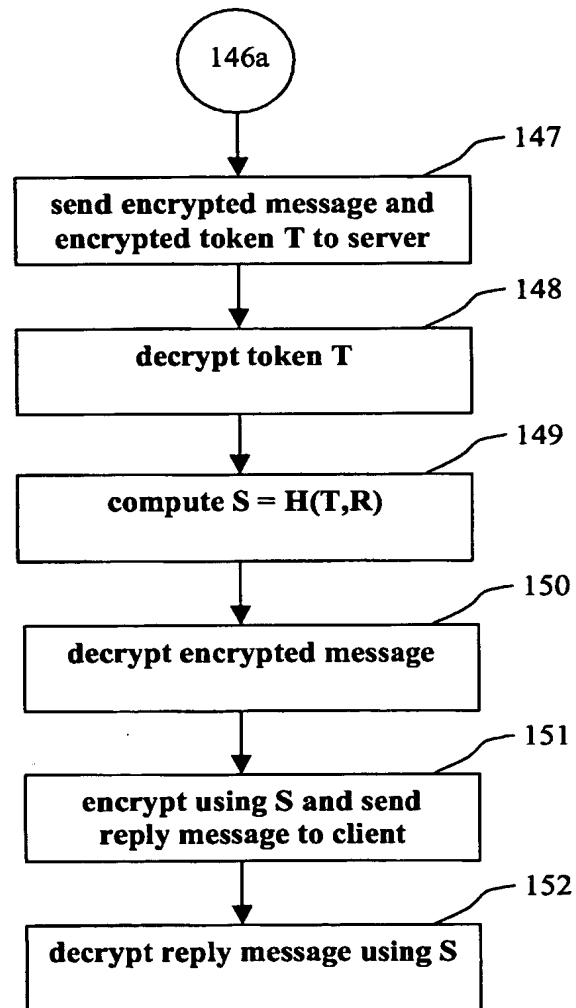 146a
147
send encrypted message and
encrypted token T to server
148
decrypt token T
149
compute S = H(T,R)
150
decrypt encrypted message
151
encrypt using S and send
reply message to client
152
decrypt reply message using S